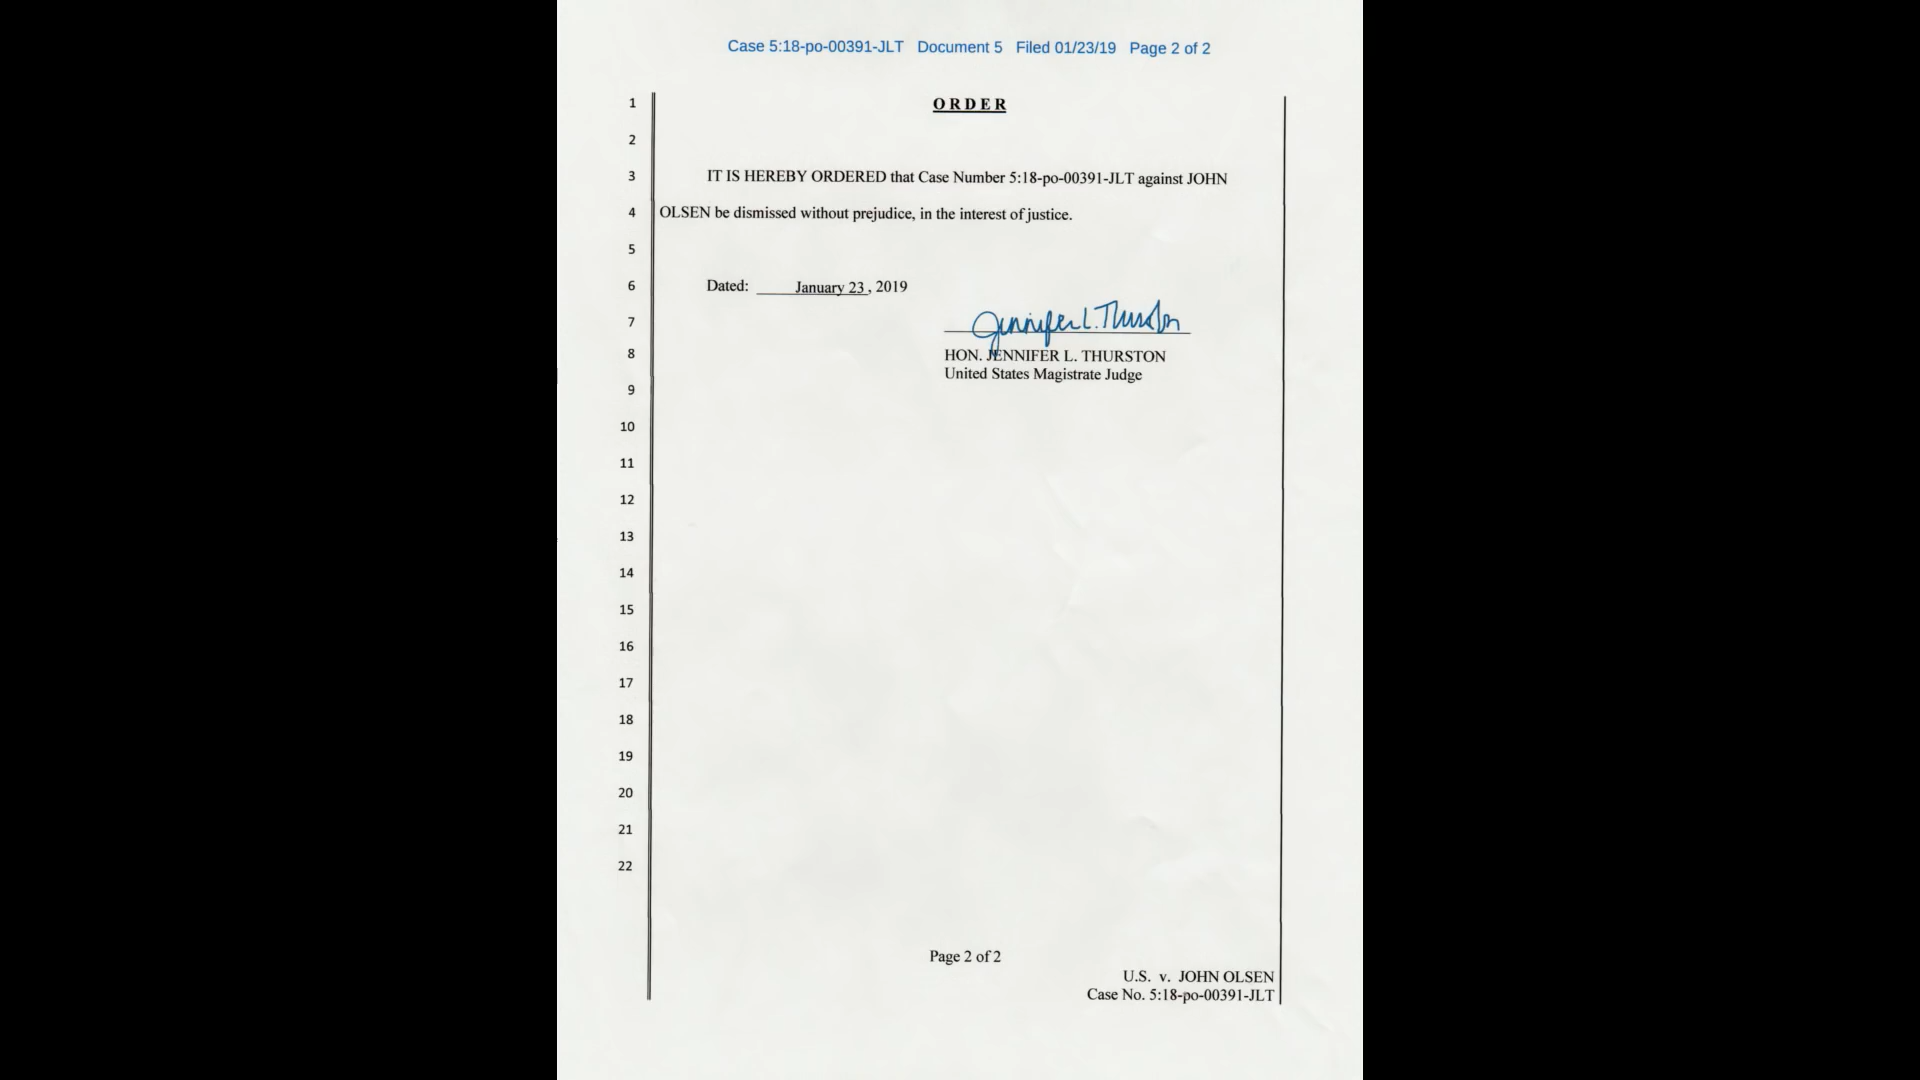 Case 5:18-po-00391-JLT Document 5 Filed 01/23/19 Page 2 of 2
1 ORDER
2
3 IT IS HEREBY ORDERED that Case Number 5:18-po-00391-JLT against JOHN
4 OLSEN be dismissed without prejudice, in the interest of justice.
5
6 Dated: January 23, 2019
7 Jennifer L. Thurston
8 HON. JENNIFER L. THURSTON
United States Magistrate Judge
9
10
11
12
13
14
15
16
17
18
19
20
21
22
Page 2 of 2
U.S. v. JOHN OLSEN
Case No. 5:18-po-00391-JLT